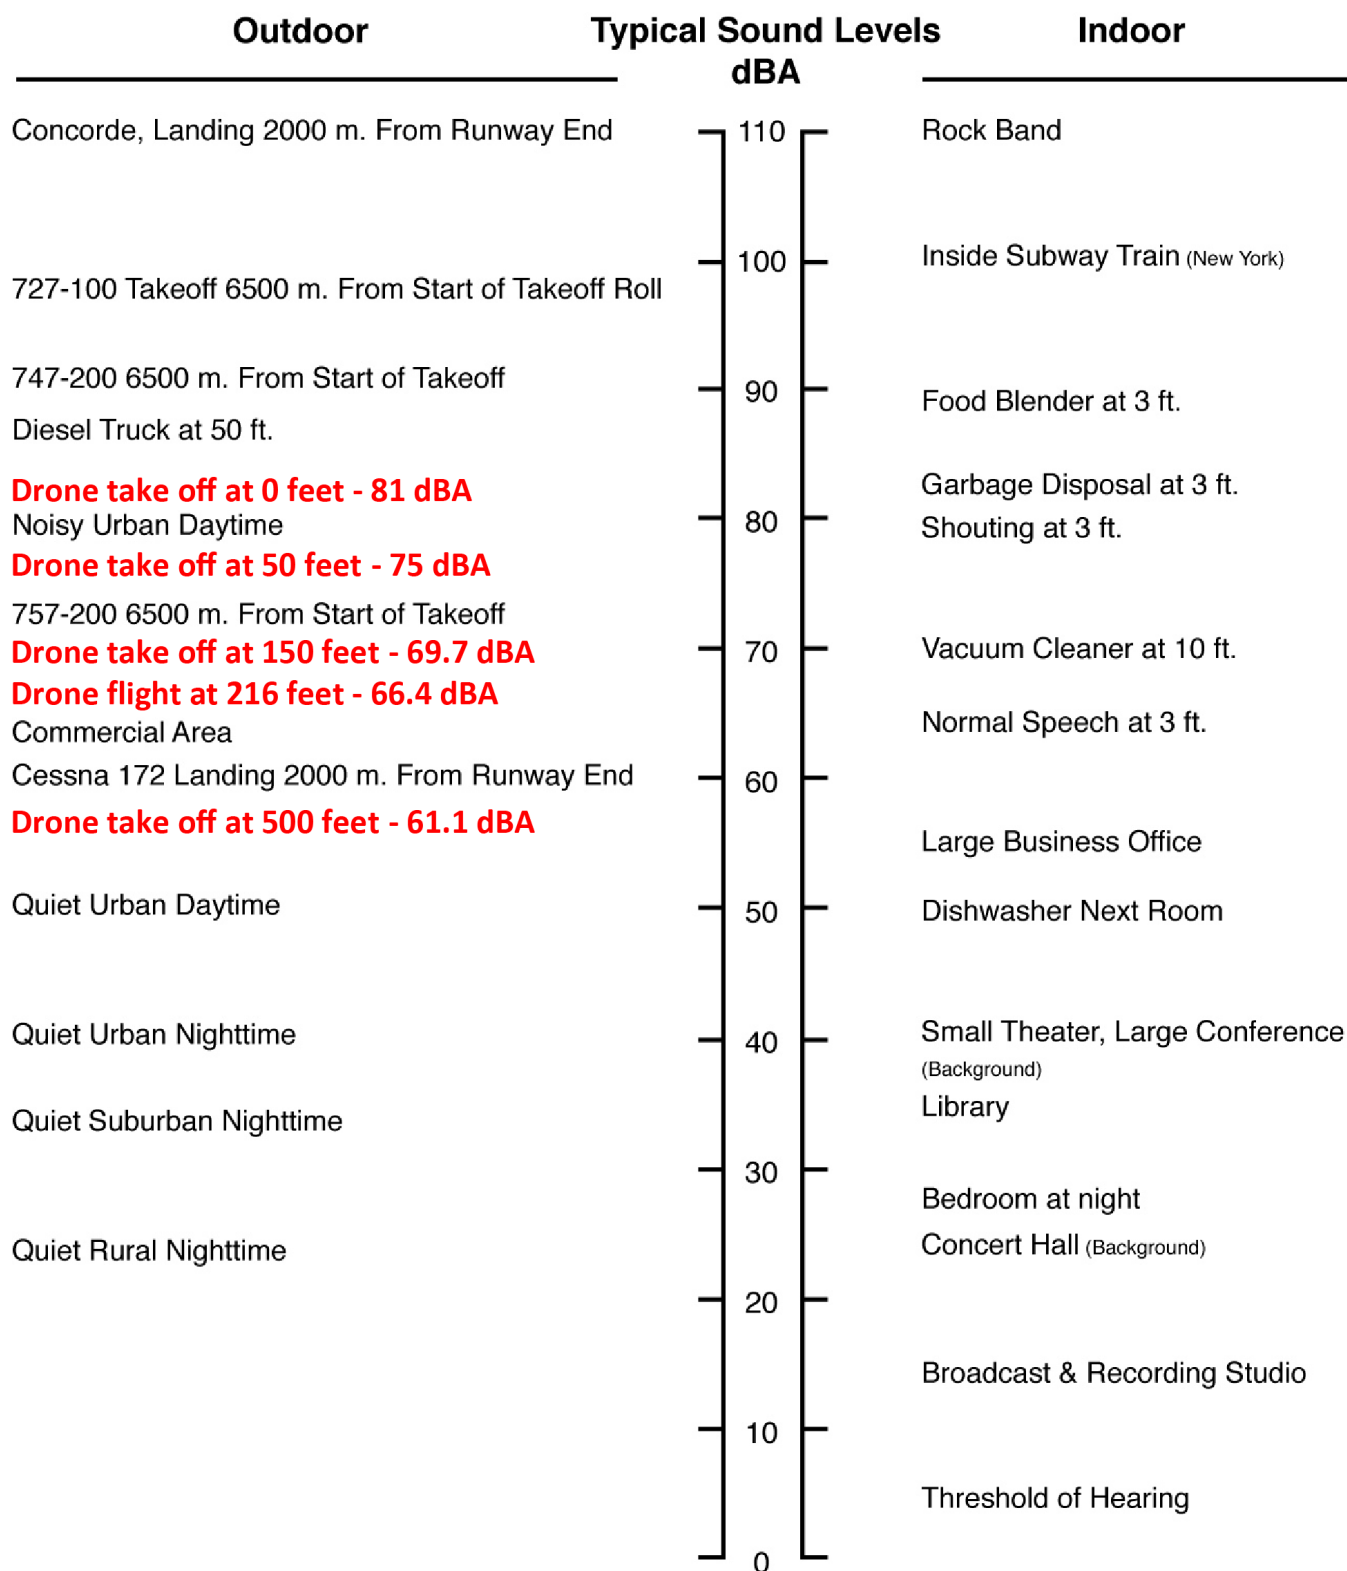 Outdoor
Typical Sound Levels
dBA
Indoor
Concorde, Landing 2000 m. From Runway End
110
Rock Band
100
Inside Subway Train (New York)
727-100 Takeoff 6500 m. From Start of Takeoff Roll
747-200 6500 m. From Start of Takeoff
90
Food Blender at 3 ft.
Diesel Truck at 50 ft.
Drone take off at 0 feet - 81 dBA
Garbage Disposal at 3 ft.
Noisy Urban Daytime
80
Shouting at 3 ft.
Drone take off at 50 feet - 75 dBA
757-200 6500 m. From Start of Takeoff
Drone take off at 150 feet - 69.7 dBA
70
Vacuum Cleaner at 10 ft.
Drone flight at 216 feet - 66.4 dBA
Commercial Area
Normal Speech at 3 ft.
Cessna 172 Landing 2000 m. From Runway End
60
Drone take off at 500 feet - 61.1 dBA
Large Business Office
Quiet Urban Daytime
50
Dishwasher Next Room
Quiet Urban Nighttime
40
Small Theater, Large Conference
(Background)
Library
Quiet Suburban Nighttime
30
Bedroom at night
Quiet Rural Nighttime
Concert Hall (Background)
20
Broadcast & Recording Studio
10
Threshold of Hearing
0